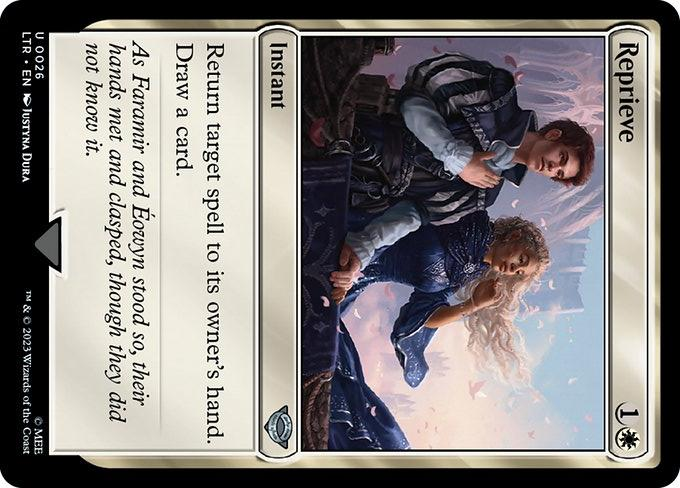 Reprieve 1
Instant
Return target spell to its owner's hand.
Draw a card.
As Faramir and Éowyn stood so, their
hands met and clasped, though they did
not know it.
U 0026
LTR • EN JUSTYNA DURA
™ & © 2023 Wizards of the Coast
© MEE